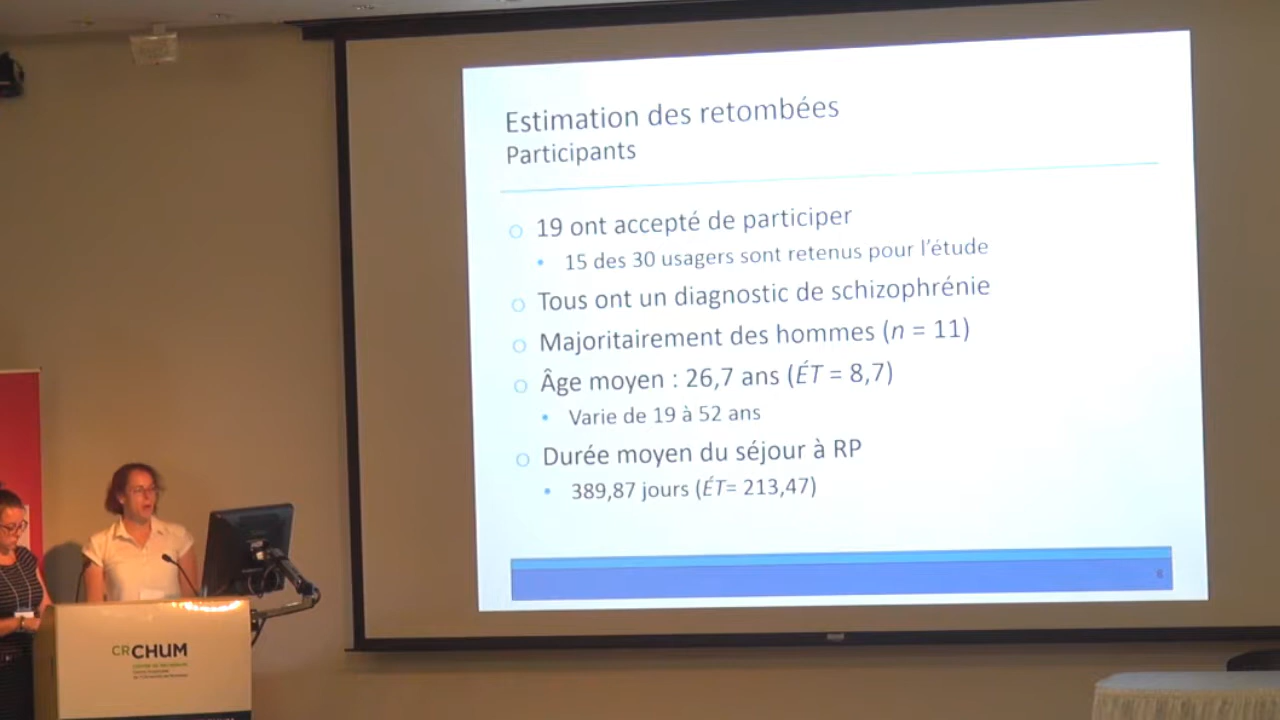 Estimation des retombées
Participants
19 ont accepté de participer
15 des 30 usagers sont retenus pour l'étude
Tous ont un diagnostic de schizophrénie
Majoritairement des hommes (n = 11)
Âge moyen : 26,7 ans (ÉT = 8,7)
Varie de 19 à 52 ans
Durée moyen du séjour à RP
389,87 jours (ÉT= 213,47)
CRCHUM